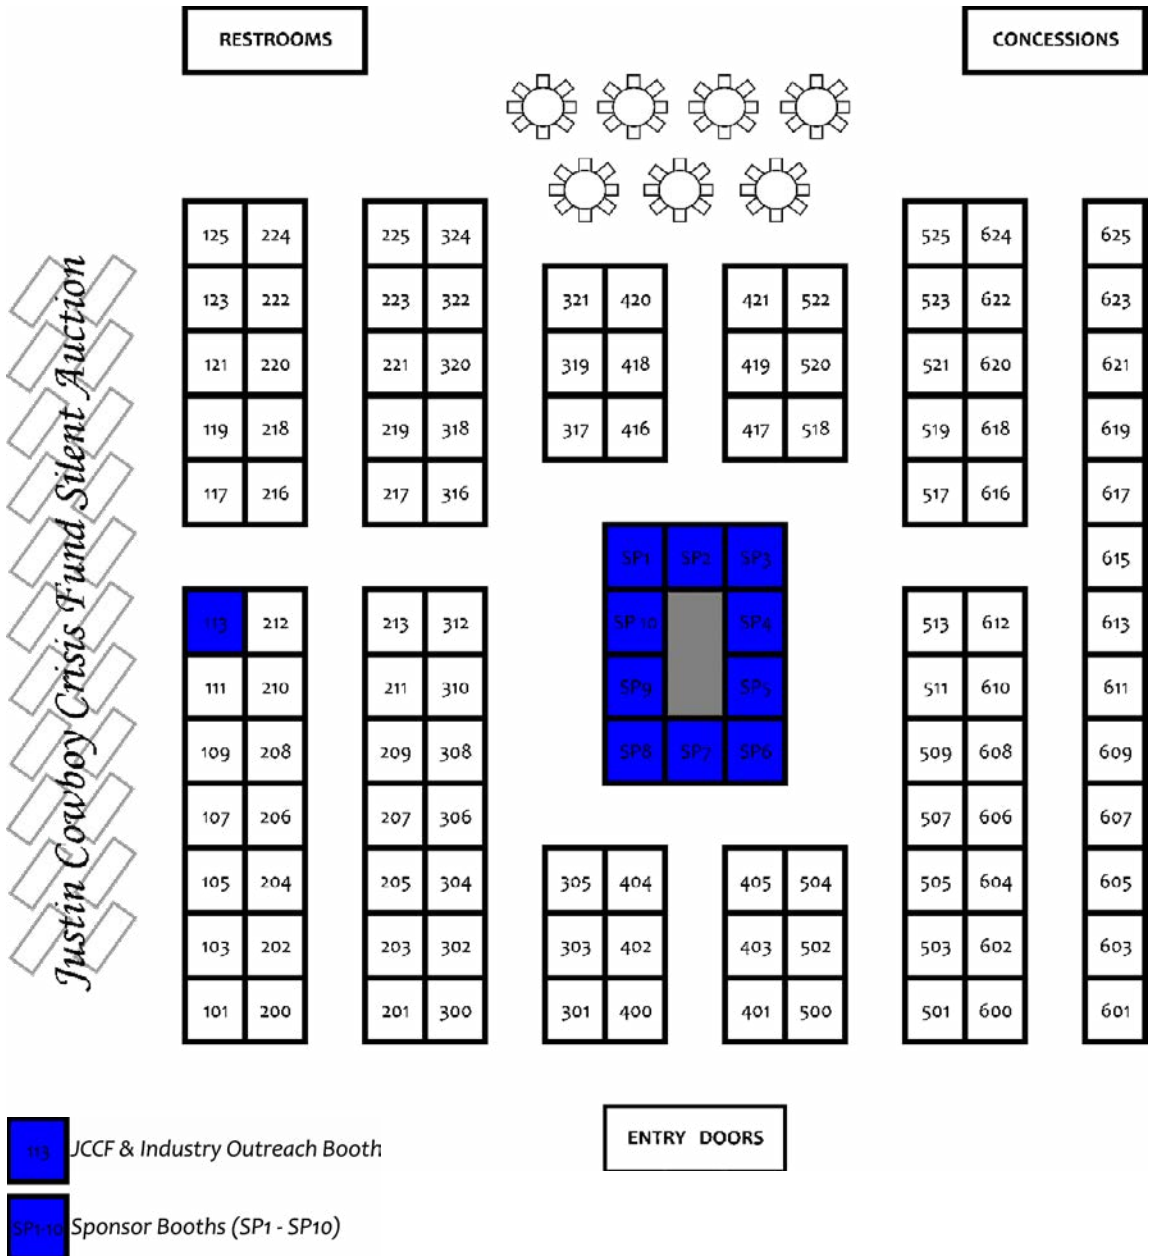 RESTROOMS CONCESSIONS
125 224 225 324 525 624 625
123 222 223 322 321 420 421 522 523 622 623
121 220 221 320 319 418 419 520 521 620 621
119 218 219 318 317 416 417 518 519 618 619
117 216 217 316 517 616 617
SP1 SP2 SP3 615
113 212 213 312 SP 10 SP4 513 612 613
111 210 211 310 SP9 SP5 511 610 611
109 208 209 308 SP8 SP7 SP6 509 608 609
107 206 207 306 507 606 607
105 204 205 304 305 404 405 504 505 604 605
103 202 203 302 303 402 403 502 503 602 603
101 200 201 300 301 400 401 500 501 600 601
Justin Cowboy Crisis Fund Silent Auction
ENTRY DOORS
113 JCCF & Industry Outreach Booth
SP1-10 Sponsor Booths (SP1 - SP10)